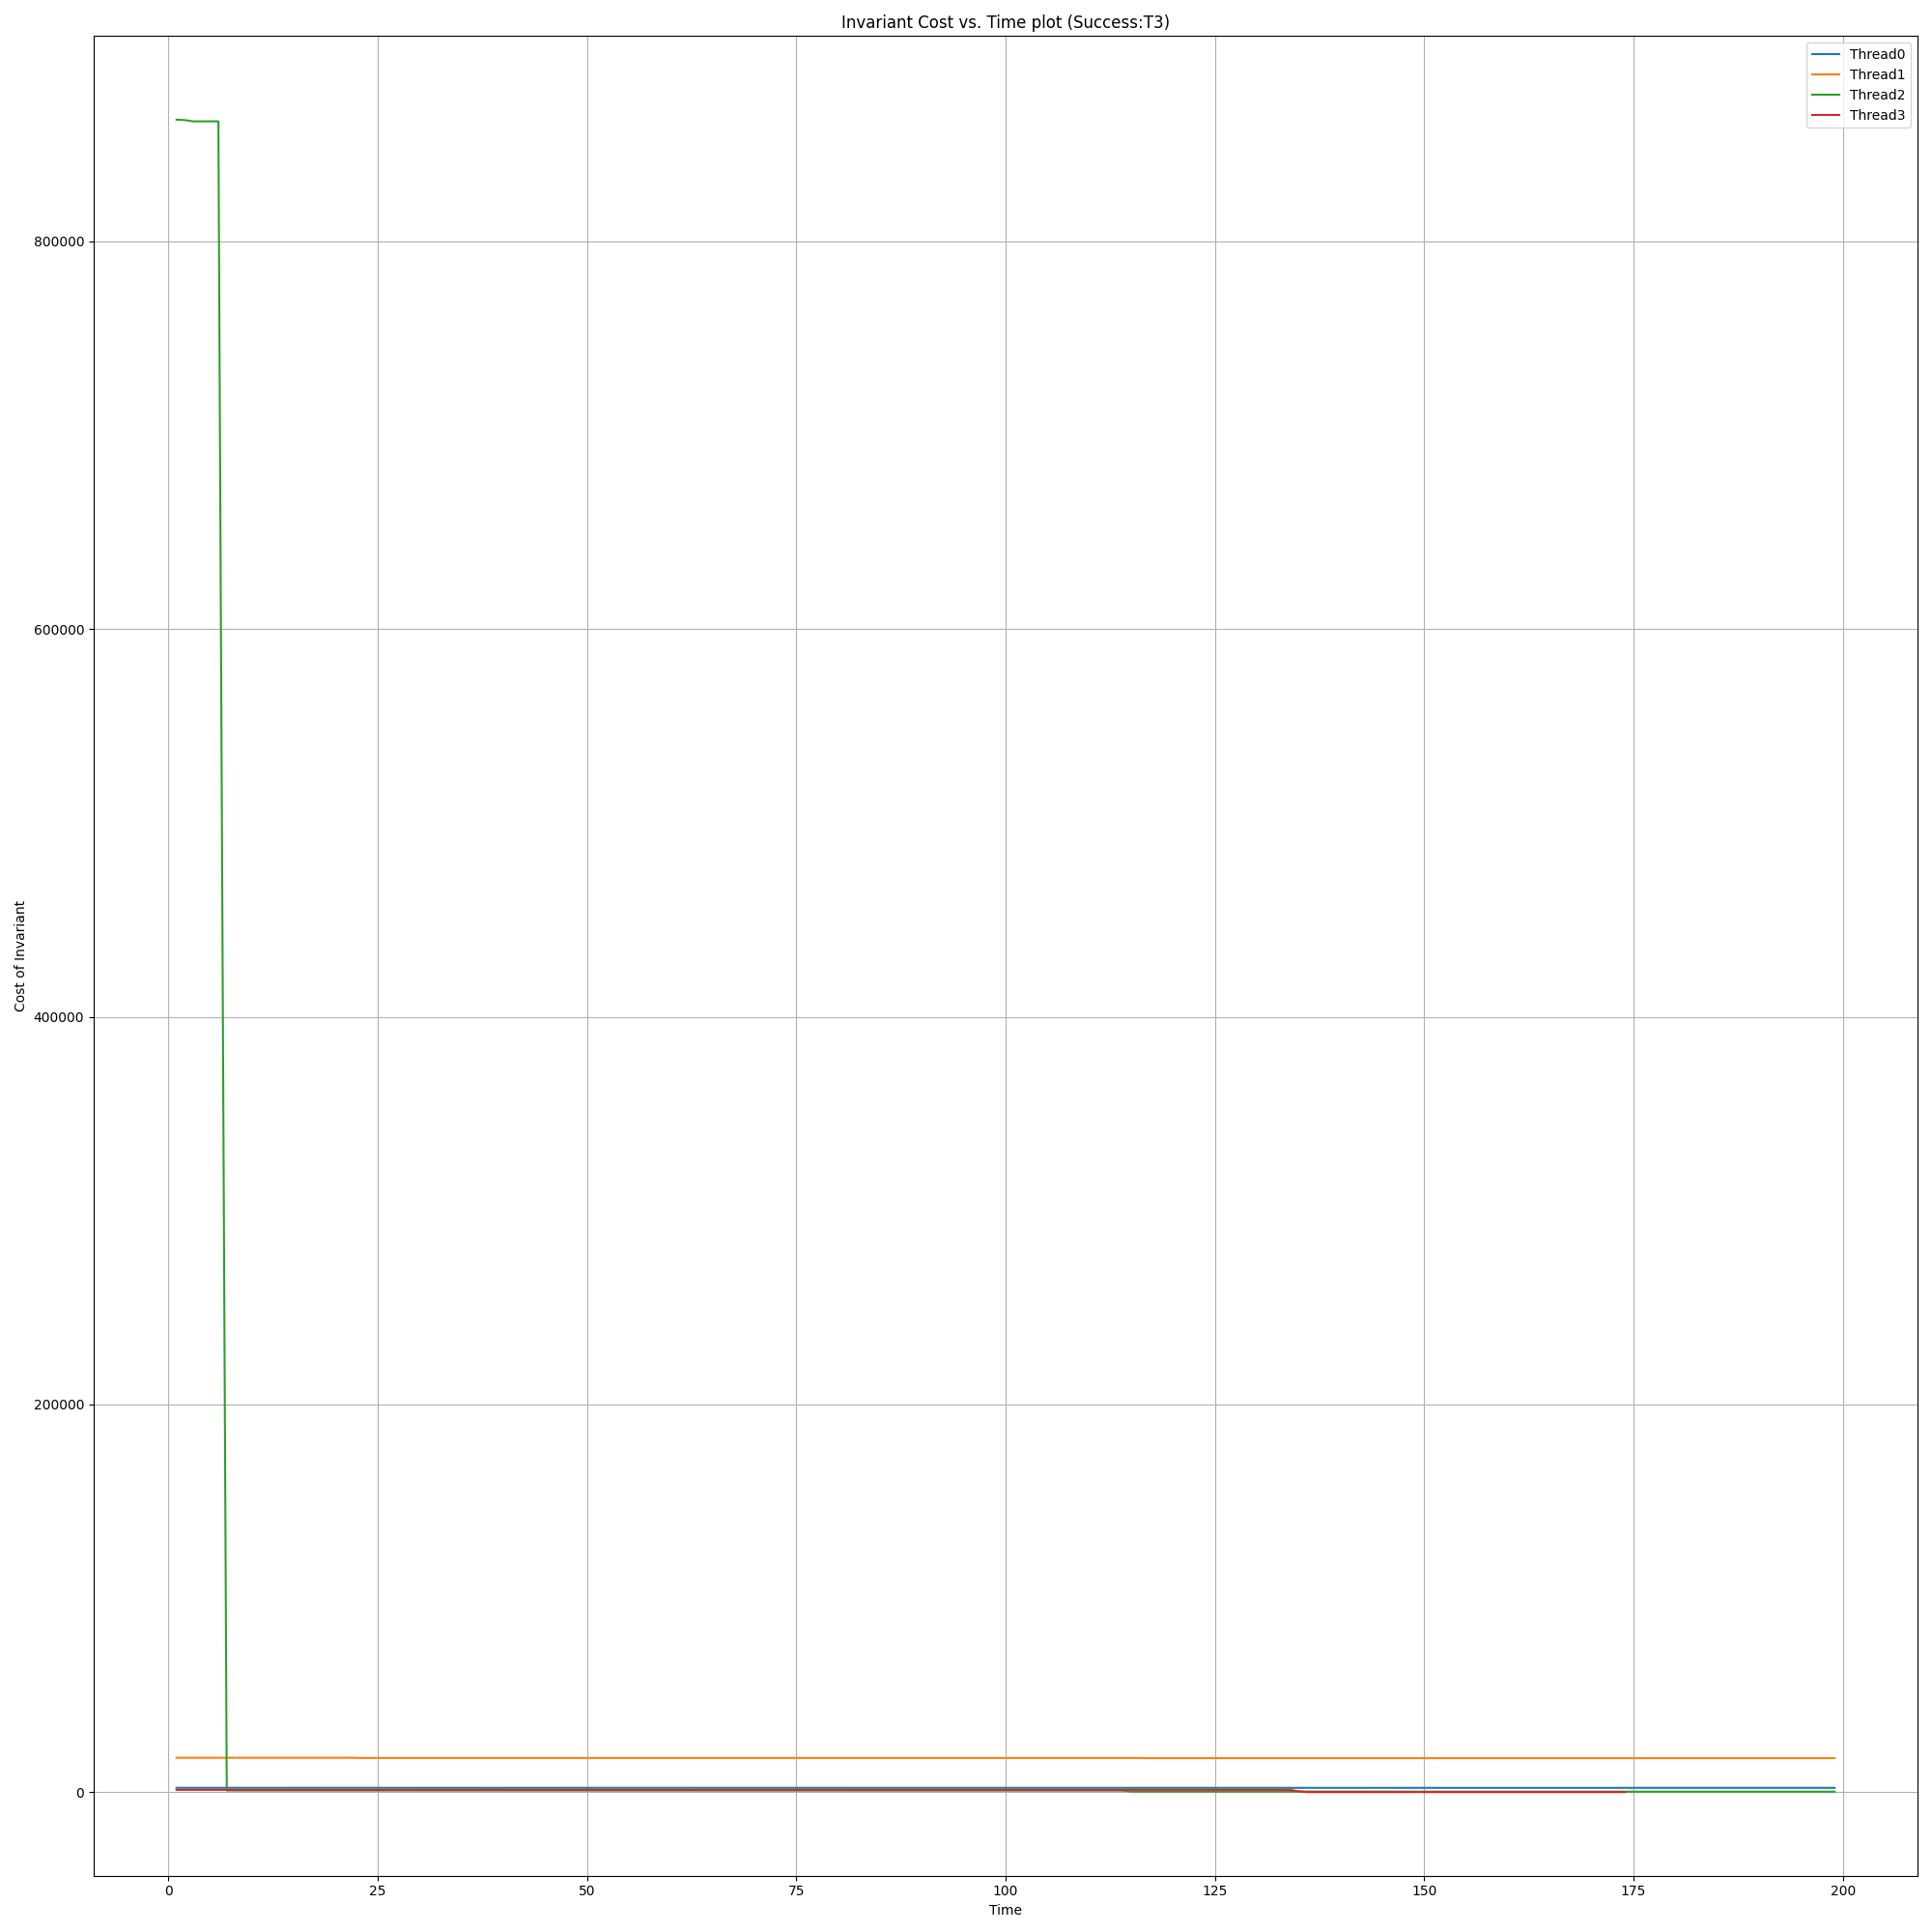 Invariant Cost vs. Time plot (Success:T3)
Thread0
Thread1
Thread2
Thread3
800000
600000
400000
200000
0
Cost of Invariant
0 25 50 75 100 125 150 175 200
Time